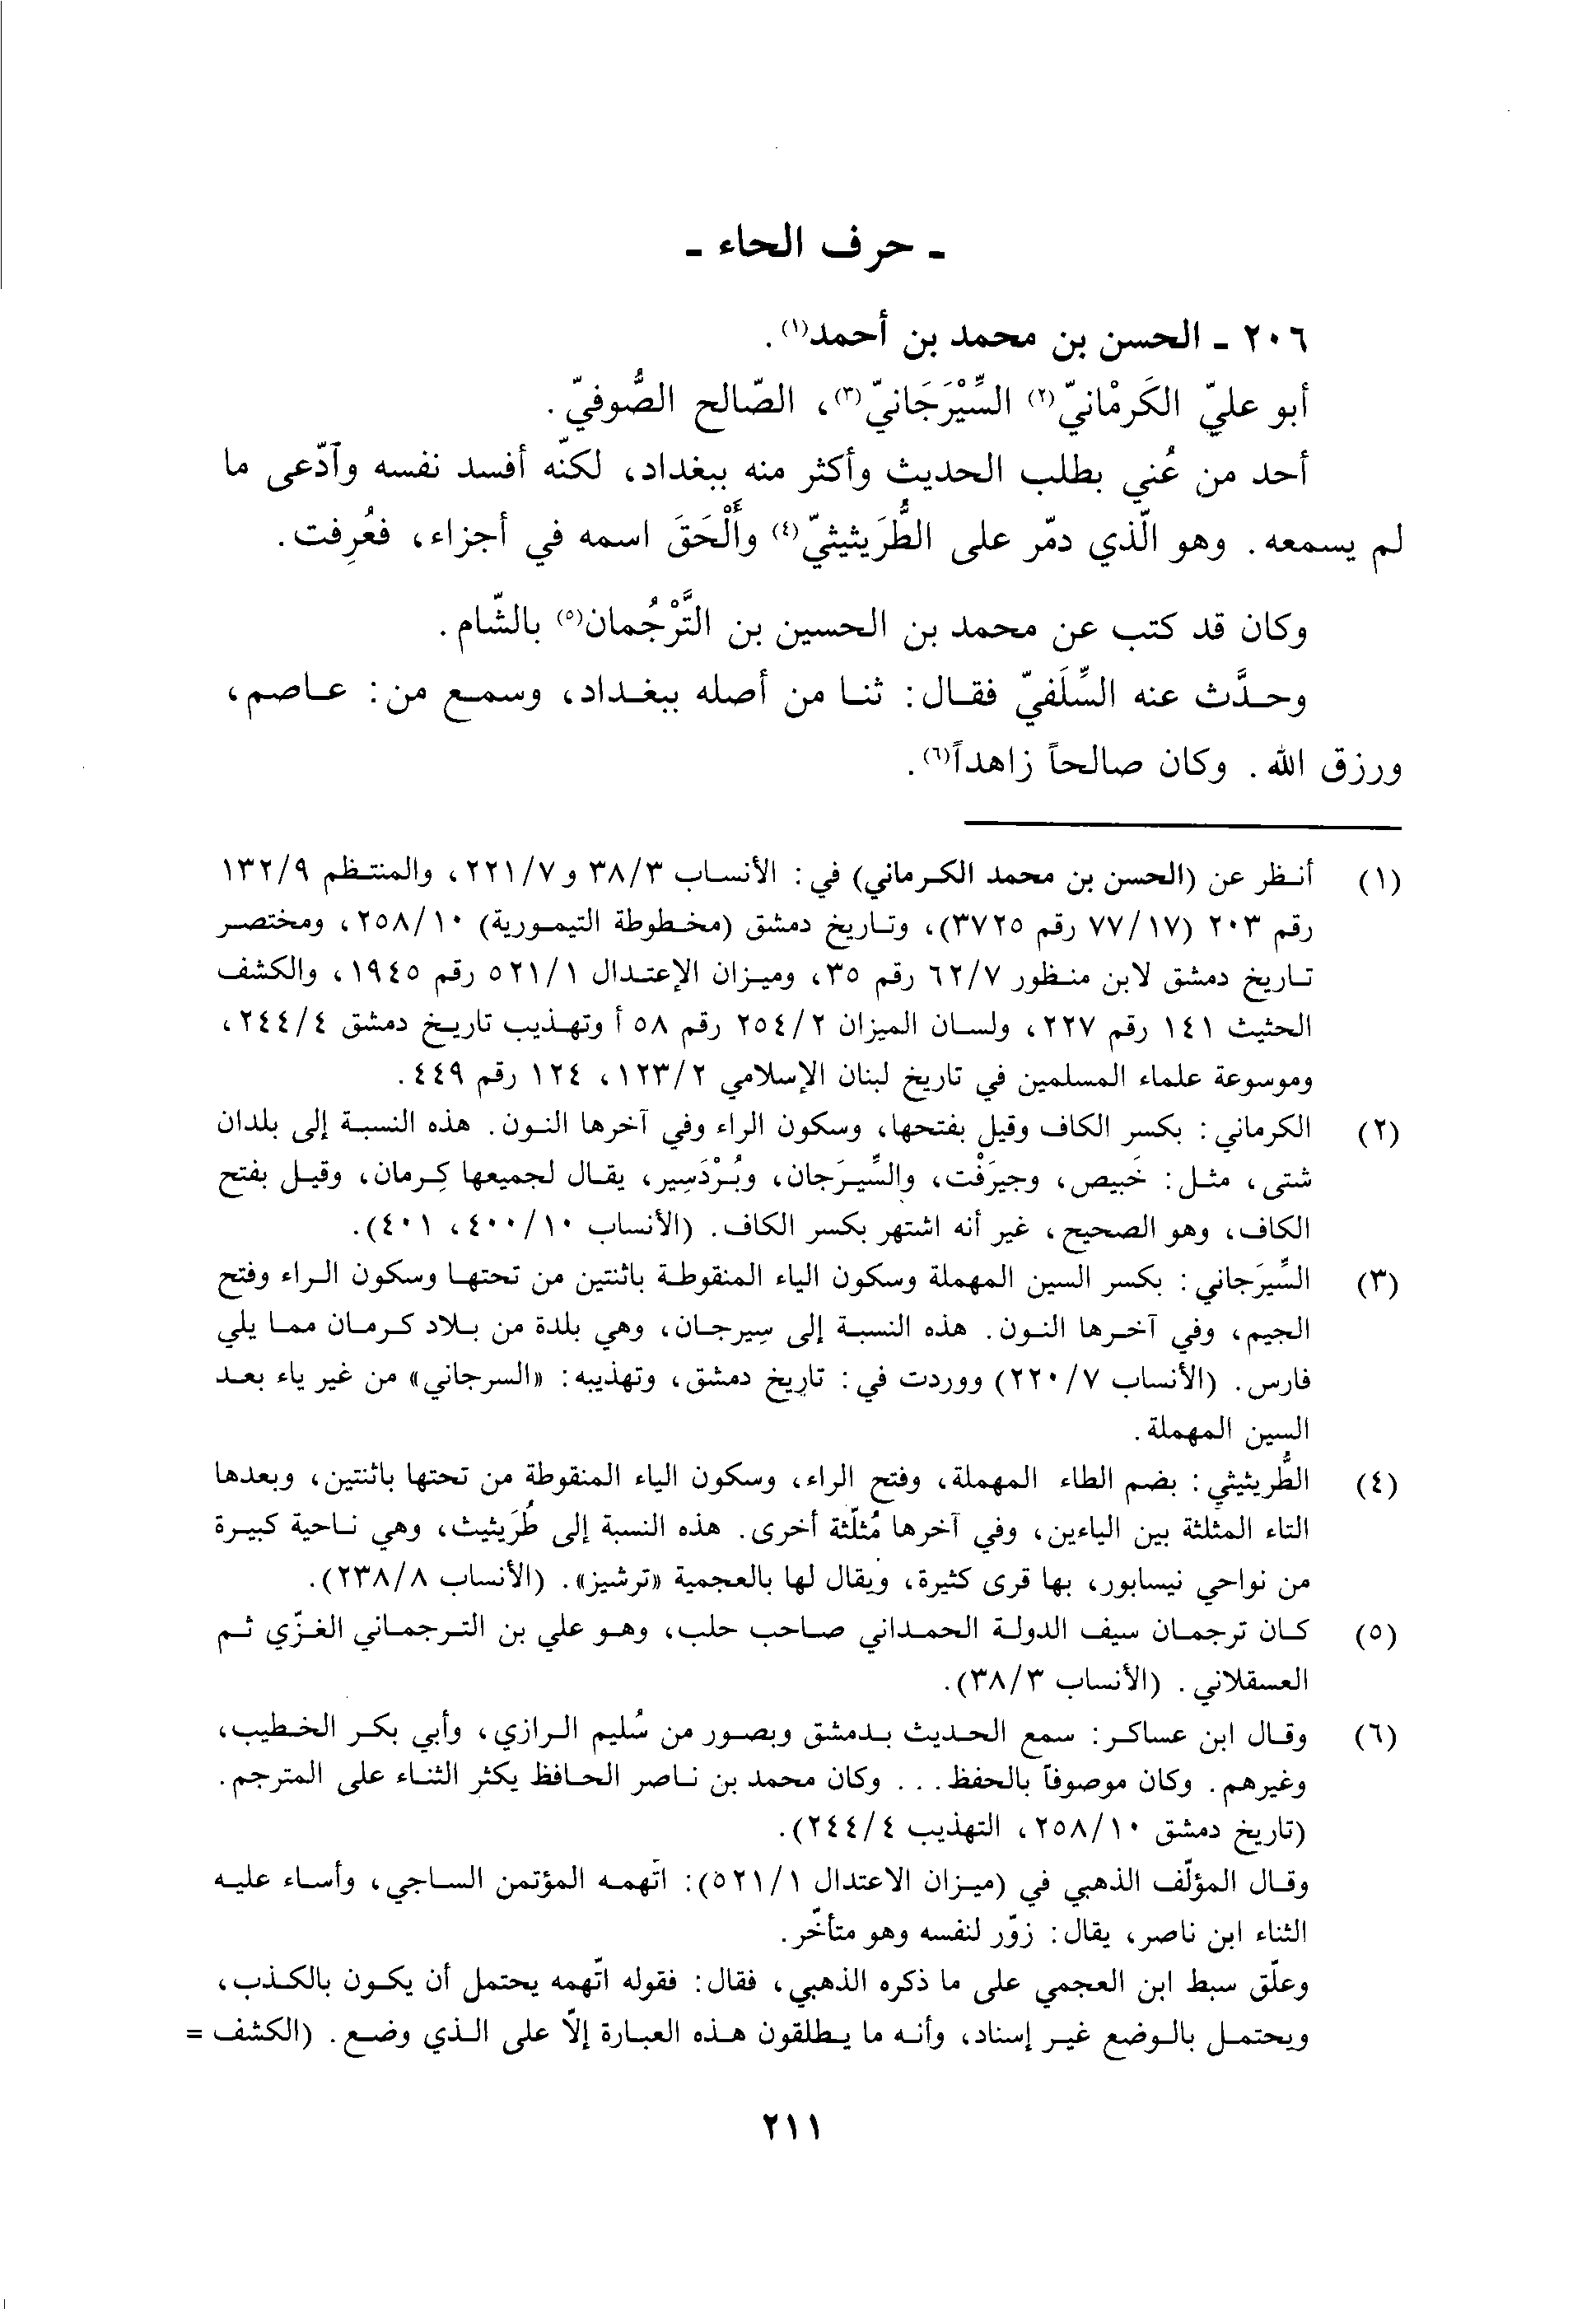 ـ حرف الحاء ـ
٢٠٦ ـ الحسن بن محمد بن أحمد(١).
أبو عليّ الكَرمْانيّ(٢) السِّيْرَجَانيّ(٣)، الصّالح الصُّوفيّ.
أحد من عُني بطلب الحديث وأكثر منه ببغداد، لكنّه أفسد نفسه وٱدّعى ما
لم يسمعه. وهو الّذي دمّر على الطُّرَيثيثيّ(٤) وأَلْحَقَ اسمه في أجزاء، فعُرِفت.
وكان قد كتب عن محمد بن الحسين بن التَّرْجُمان(٥) بالشّام.
وحدَّث عنه السِّلَفيّ فقال: ثنا من أصله ببغداد، وسمع من: عاصم،
ورزق الله. وكان صالحاً زاهداً(٦).
(١) أنظر عن (الحسن بن محمد الكرماني) في: الأنساب ٣٨/٣ و٢٢١/٧، والمنتظم ١٣٢/٩
رقم ٢٠٣ (٧٧/١٧ رقم ٣٧٢٥)، وتاريخ دمشق (مخطوطة التيمورية) ٢٥٨/١٠، ومختصر
تاريخ دمشق لابن منظور ٦٢/٧ رقم ٣٥، وميزان الإعتدال ٥٢١/١ رقم ١٩٤٥، والكشف
الحثيث ١٤١ رقم ٢٢٧، ولسان الميزان ٢٥٤/٢ رقم ٥٨ أ وتهذيب تاريخ دمشق ٢٤٤/٤،
وموسوعة علماء المسلمين في تاريخ لبنان الإسلامي ١٢٣/٢، ١٢٤ رقم ٤٤٩.
(٢) الكرماني: بكسر الكاف وقيل بفتحها، وسكون الراء وفي آخرها النون. هذه النسبة إلى بلدان
شتى، مثل: خَبيص، وجيرَفْت، والسِّيرَجان، وبُرْدَسِير، يقال لجميعها كِرمان، وقيل بفتح
الكاف، وهو الصحيح، غير أنه اشتهر بكسر الكاف. (الأنساب ٤٠٠/١٠، ٤٠١).
(٣) السِّيرَجاني: بكسر السين المهملة وسكون الياء المنقوطة باثنتين من تحتها وسكون الراء وفتح
الجيم، وفي آخرها النون. هذه النسبة إلى سِيرجان، وهي بلدة من بلاد كرمان مما يلي
فارس. (الأنساب ٢٢٠/٧) ووردت في: تاريخ دمشق، وتهذيبه: «السرجاني» من غير ياء بعد
السين المهملة.
(٤) الطُّريثيثي: بضم الطاء المهملة، وفتح الراء، وسكون الياء المنقوطة من تحتها باثنتين، وبعدها
التاء المثلثة بين الياءين، وفي آخرها مُثلّثة أخرى. هذه النسبة إلى طُرَيثيث، وهي ناحية كبيرة
من نواحي نيسابور، بها قرى كثيرة، ويقال لها بالعجمية «ترشيز». (الأنساب ٢٣٨/٨).
(٥) كان ترجمان سيف الدولة الحمداني صاحب حلب، وهو علي بن الترجماني الغزّي ثم
العسقلاني. (الأنساب ٣٨/٣).
(٦) وقال ابن عساكر: سمع الحديث بدمشق وبصور من سُليم الرازي، وأبي بكر الخطيب،
وغيرهم. وكان موصوفاً بالحفظ... وكان محمد بن ناصر الحافظ يكثر الثناء على المترجم.
(تاريخ دمشق ٢٥٨/١٠، التهذيب ٢٤٤/٤).
وقال المؤلّف الذهبي في (ميزان الاعتدال ٥٢١/١): اتّهمه المؤتمن الساجي، وأساء عليه
الثناء ابن ناصر، يقال: زوّر لنفسه وهو متأخّر.
وعلّق سبط ابن العجمي على ما ذكره الذهبي، فقال: فقوله اتّهمه يحتمل أن يكون بالكذب،
ويحتمل بالوضع غير إسناد، وأنه ما يطلقون هذه العبارة إلّا على الذي وضع. (الكشف =
٢١١